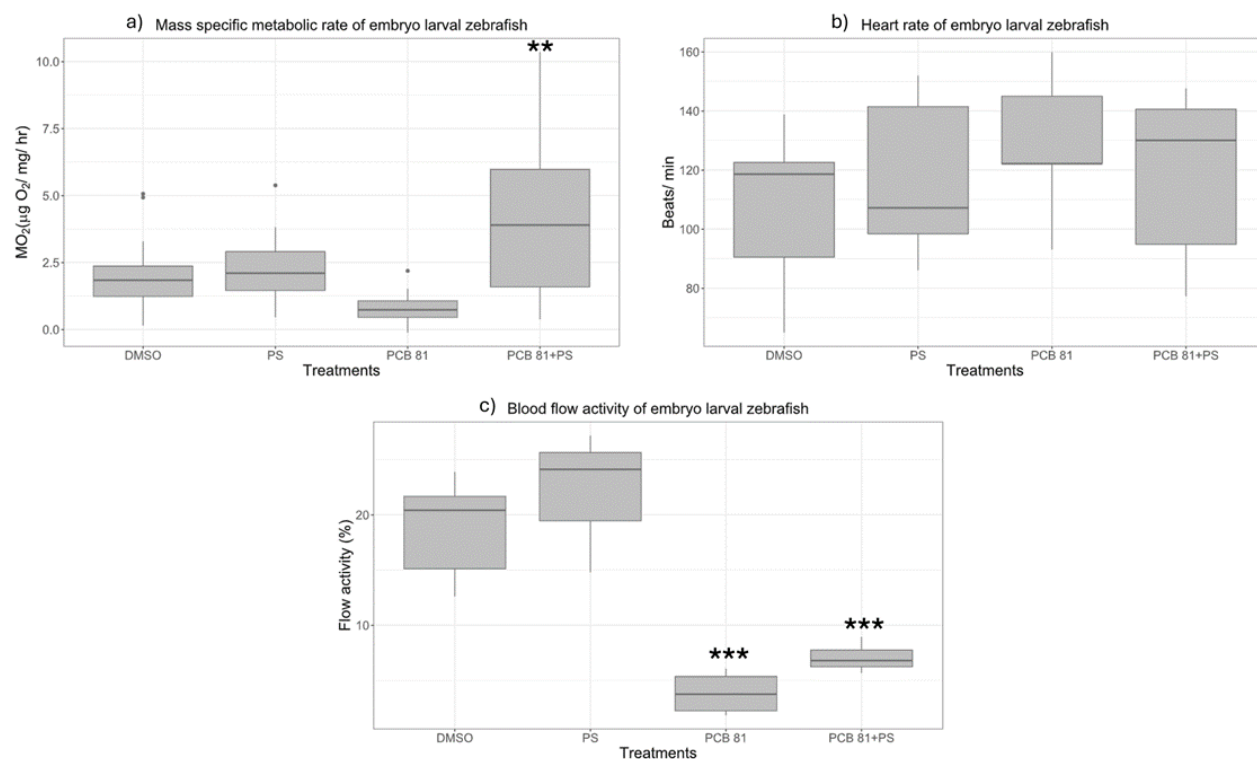 a) Mass specific metabolic rate of embryo larval zebrafish
**
10.0
7.5
5.0
2.5
0.0
MO2(μg O2/ mg/ hr)
DMSO PS PCB 81 PCB 81+PS
Treatments
b) Heart rate of embryo larval zebrafish
160
140
120
100
80
Beats/ min
DMSO PS PCB 81 PCB 81+PS
Treatments
c) Blood flow activity of embryo larval zebrafish
20
10
Flow activity (%)
***
***
DMSO PS PCB 81 PCB 81+PS
Treatments